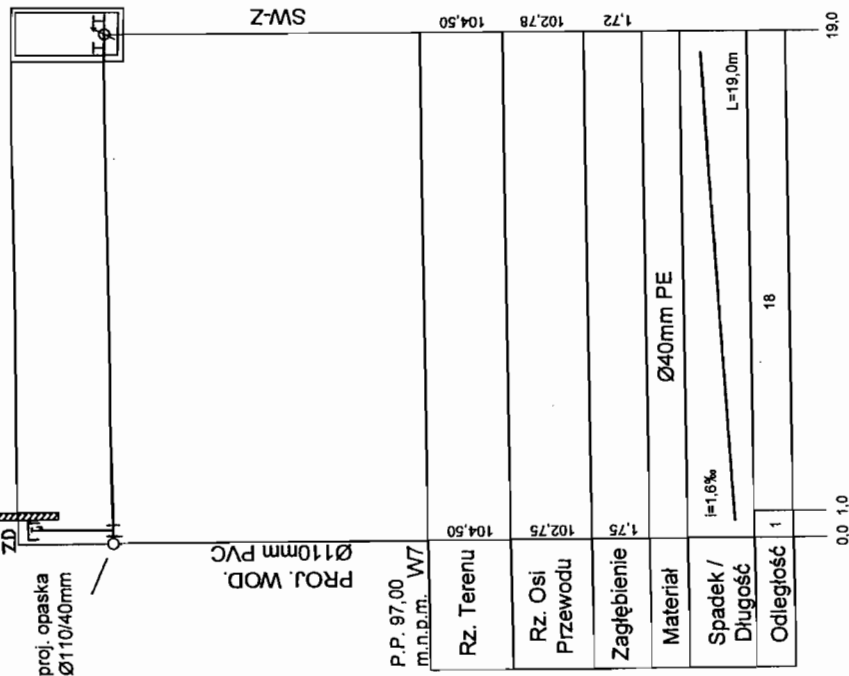 ZD
proj. opaska
Ø110/40mm
PROJ. WOD.
Ø110mm PVC
SW-Z
P.P. 97,00
m.n.p.m.
W7
Rz. Terenu
104,50
104,50
Rz. Osi
Przewodu
102,75
102,78
Zagłębienie
1,75
1,72
Materiał
Ø40mm PE
Spadek /
Długość
i=1,6‰
L=19,0m
Odległość
1
18
0,0
1,0
19,0